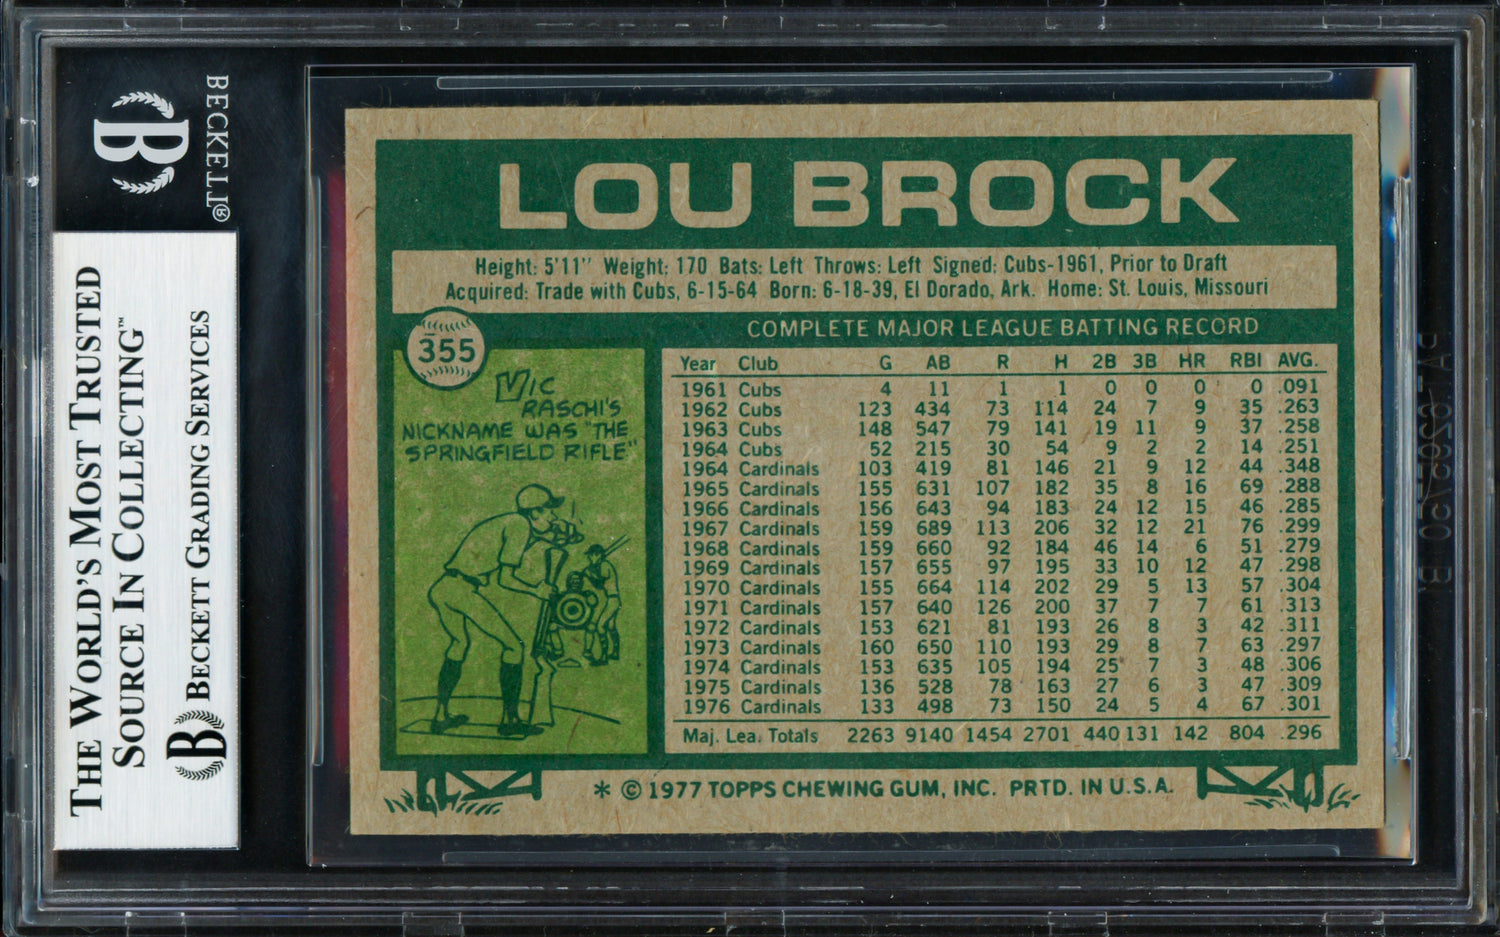 BECKETT®
THE WORLD'S MOST TRUSTED
SOURCE IN COLLECTING™
BECKETT GRADING SERVICES
LOU BROCK
Height: 5'11" Weight: 170 Bats: Left Throws: Left Signed: Cubs-1961, Prior to Draft
Acquired: Trade with Cubs, 6-15-64 Born: 6-18-39, El Dorado, Ark. Home: St. Louis, Missouri
355
VIC
RASCHI'S
NICKNAME WAS "THE
SPRINGFIELD RIFLE"
COMPLETE MAJOR LEAGUE BATTING RECORD
Year Club G AB R H 2B 3B HR RBI AVG.
1961 Cubs 4 11 1 1 0 0 0 0 .091
1962 Cubs 123 434 73 114 24 7 9 35 .263
1963 Cubs 148 547 79 141 19 11 9 37 .258
1964 Cubs 52 215 30 54 9 2 2 14 .251
1964 Cardinals 103 419 81 146 21 9 12 44 .348
1965 Cardinals 155 631 107 182 35 8 16 69 .288
1966 Cardinals 156 643 94 183 24 12 15 46 .285
1967 Cardinals 159 689 113 206 32 12 21 76 .299
1968 Cardinals 159 660 92 184 46 14 6 51 .279
1969 Cardinals 157 655 97 195 33 10 12 47 .298
1970 Cardinals 155 664 114 202 29 5 13 57 .304
1971 Cardinals 157 640 126 200 37 7 7 61 .313
1972 Cardinals 153 621 81 193 26 8 3 42 .311
1973 Cardinals 160 650 110 193 29 8 7 63 .297
1974 Cardinals 153 635 105 194 25 7 3 48 .306
1975 Cardinals 136 528 78 163 27 6 3 47 .309
1976 Cardinals 133 498 73 150 24 5 4 67 .301
Maj. Lea. Totals 2263 9140 1454 2701 440 131 142 804 .296
* © 1977 TOPPS CHEWING GUM, INC. PRTD. IN U.S.A.